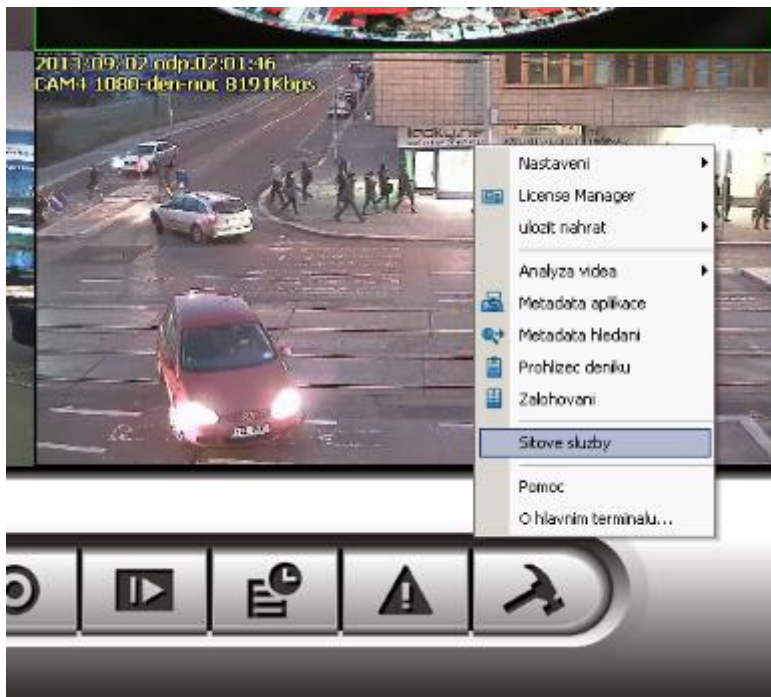 2013/09/02 odp.02:01:46
CAM4 1080-den-noc 8191Kbps
Nastaveni
License Manager
ulozit nahrat
Analyza videa
Metadata aplikace
Metadata hledani
Prohlizec deniku
Zalohovani
Sitove sluzby
Pomoc
O hlavnim terminalu...